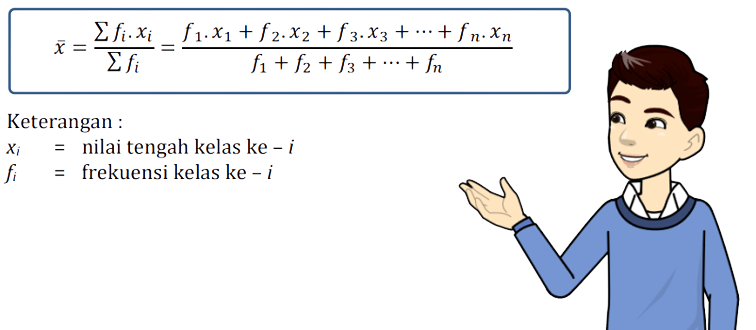 x̄ = ∑ fᵢ. xᵢ / ∑ fᵢ = f₁. x₁ + f₂. x₂ + f₃. x₃ + ⋯ + fₙ. xₙ / f₁ + f₂ + f₃ + ⋯ + fₙ
Keterangan :
xᵢ = nilai tengah kelas ke – i
fᵢ = frekuensi kelas ke – i